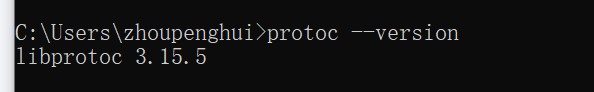 C:\Users\zhoupenghui>protoc --version
libprotoc 3.15.5